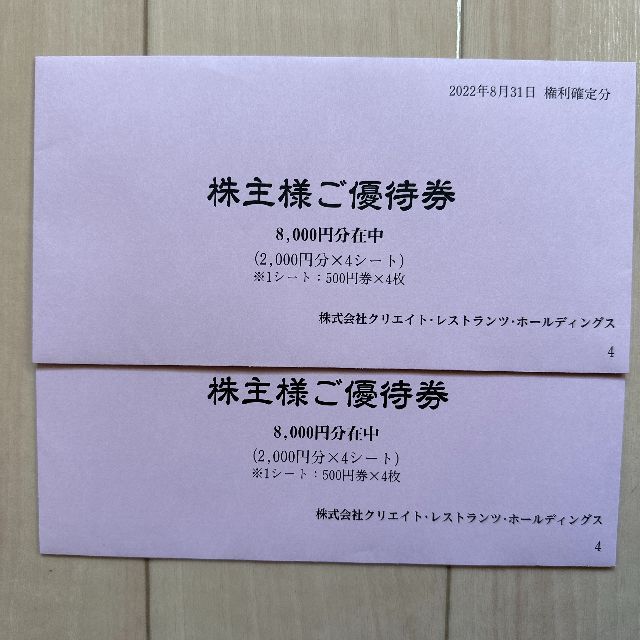 2022年8月31日 権利確定分
株主様ご優待券
8,000円分在中
(2,000円分×4シート)
※1シート：500円券×4枚
株式会社クリエイト・レストランツ・ホールディングス
4
株主様ご優待券
8,000円分在中
(2,000円分×4シート)
※1シート：500円券×4枚
株式会社クリエイト・レストランツ・ホールディングス
4